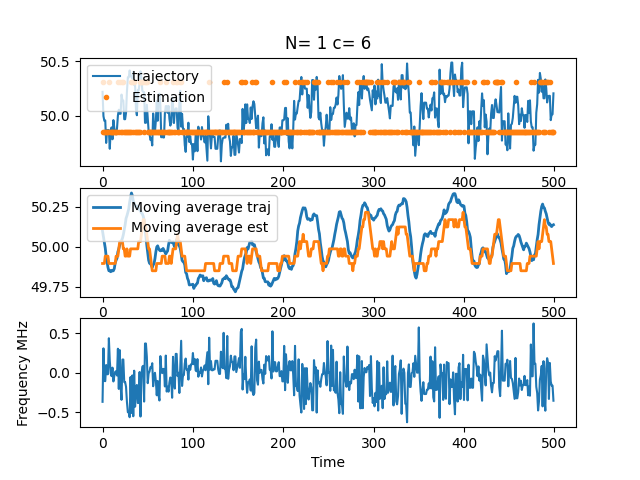 N= 1 c= 6
50.5
50.0
trajectory
Estimation
0 100 200 300 400 500
50.25
50.00
49.75
Moving average traj
Moving average est
0 100 200 300 400 500
0.5
0.0
−0.5
Frequency MHz
0 100 200 300 400 500
Time